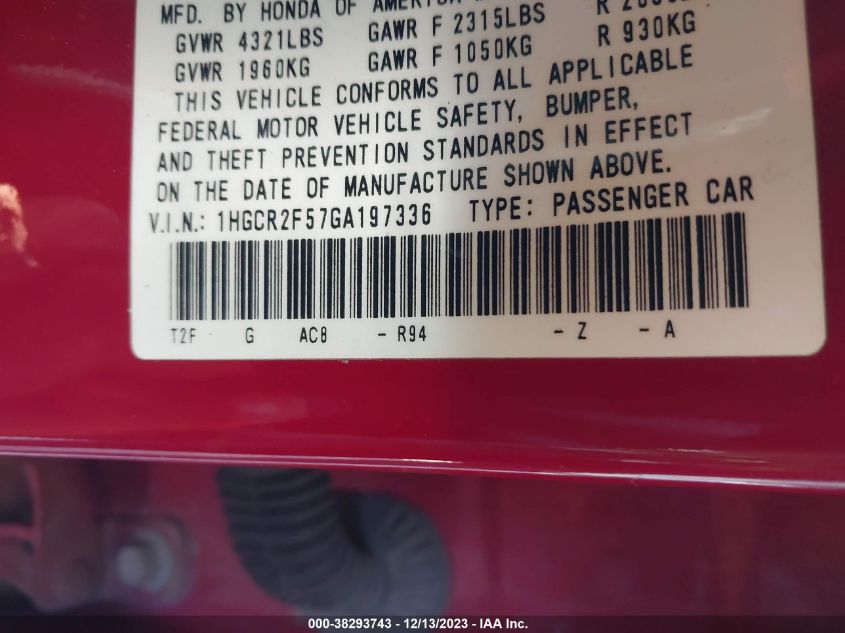 MFD. BY HONDA OF
GVWR 4321LBS GAWR F 2315LBS R
GVWR 1960KG GAWR F 1050KG R 930KG
THIS VEHICLE CONFORMS TO ALL APPLICABLE
FEDERAL MOTOR VEHICLE SAFETY, BUMPER,
AND THEFT PREVENTION STANDARDS IN EFFECT
ON THE DATE OF MANUFACTURE SHOWN ABOVE.
V.I.N.: 1HGCR2F57GA197336 TYPE: PASSENGER CAR
T2F G AC8 - R94 - Z - A
000-38293743 - 12/13/2023 - IAA Inc.